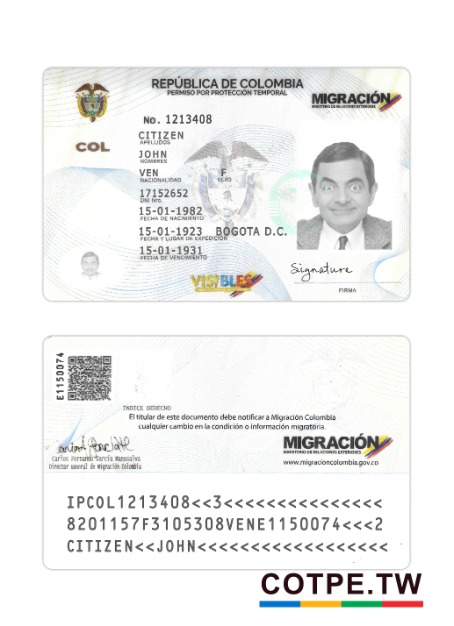 REPÚBLICA DE COLOMBIA
PERMISO POR PROTECCIÓN TEMPORAL
MIGRACIÓN
MINISTERIO DE RELACIONES EXTERIORES
No. 1213408
COL
CITIZEN
APELLIDOS
JOHN
NOMBRES
VEN F
NACIONALIDAD SEXO
17152652
DNI Nro.
15-01-1982
FECHA DE NACIMIENTO
15-01-1923 BOGOTA D.C.
FECHA Y LUGAR DE EXPEDICIÓN
15-01-1931
FECHA DE VENCIMIENTO
Signature
FIRMA
VISIBLES
E1150074
INDICE DERECHO
El titular de este documento debe notificar a Migración Colombia
cualquier cambio en la condición o información migratoria.
Carlos Fernando García Manosalva
Director General de Migración Colombia
MIGRACIÓN
MINISTERIO DE RELACIONES EXTERIORES
www.migracioncolombia.gov.co
IPCOL1213408<<3<<<<<<<<<<<<<<<
8201157F3105308VENE1150074<<<2
CITIZEN<<JOHN<<<<<<<<<<<<<<<<<
COTPE.TW